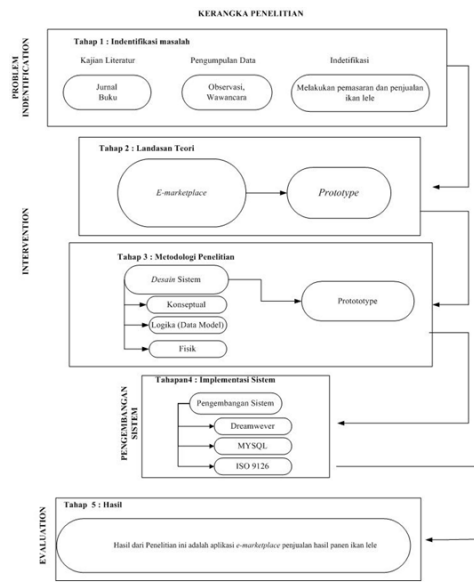 KERANGKA PENELITIAN
PROBLEM
INDENTIFICATION
Tahap 1 : Indentifikasi masalah
Kajian Literatur
Pengumpulan Data
Indetifikasi
Jurnal
Buku
Observasi,
Wawancara
Melakukan pemasaran dan penjualan
ikan lele
INTERVENTION
Tahap 2 : Landasan Teori
E-marketplace
Prototype
Tahap 3 : Metodologi Penelitian
Desain Sistem
Konseptual
Logika (Data Model)
Fisik
Protototype
PENGEMBANGAN
SISTEM
Tahapan4 : Implementasi Sistem
Pengembangan Sistem
Dreamwever
MYSQL
ISO 9126
EVALUATION
Tahap 5 : Hasil
Hasil dari Penelitian ini adalah aplikasi e-marketplace penjualan hasil panen ikan lele